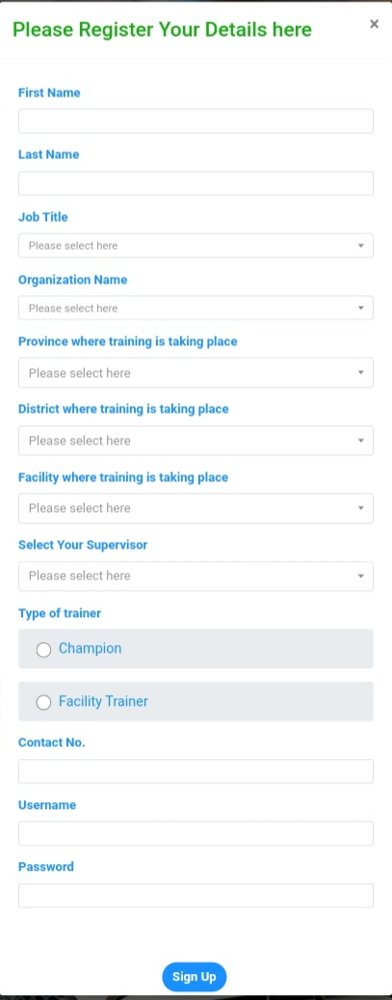 Please Register Your Details here
×
First Name
Last Name
Job Title
Please select here
Organization Name
Please select here
Province where training is taking place
Please select here
District where training is taking place
Please select here
Facility where training is taking place
Please select here
Select Your Supervisor
Please select here
Type of trainer
Champion
Facility Trainer
Contact No.
Username
Password
Sign Up